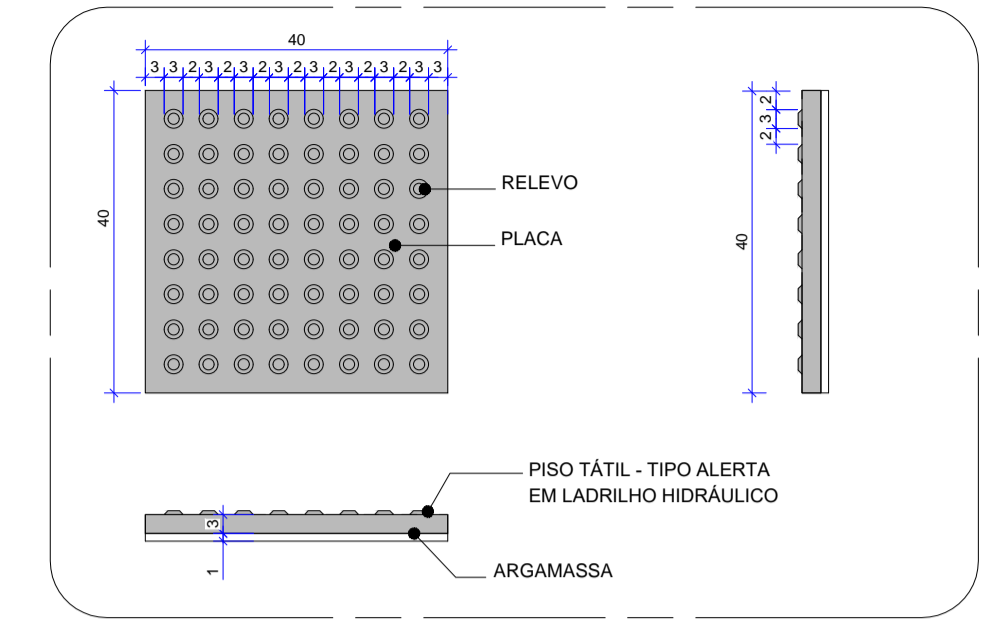 40
3 3 2 3 2 3 2 3 2 3 2 3 2 3 2 3 3
2
3
2
RELEVO
40
PLACA
40
PISO TÁTIL - TIPO ALERTA
EM LADRILHO HIDRÁULICO
3
1
ARGAMASSA